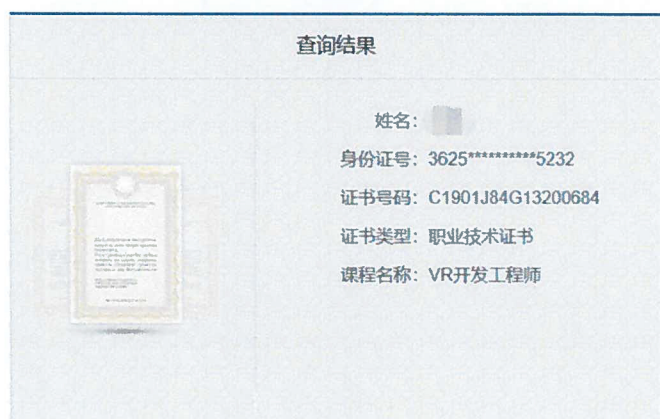 查询结果
姓名：
身份证号：3625**********5232
证书号码：C1901J84G13200684
证书类型：职业技术证书
课程名称：VR开发工程师